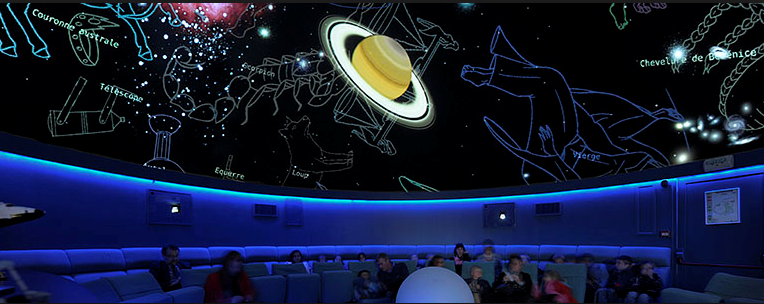 Couronne australe
Télescope
Scorpion
Equerre
Loup
Vierge
Chevelure de Bérénice